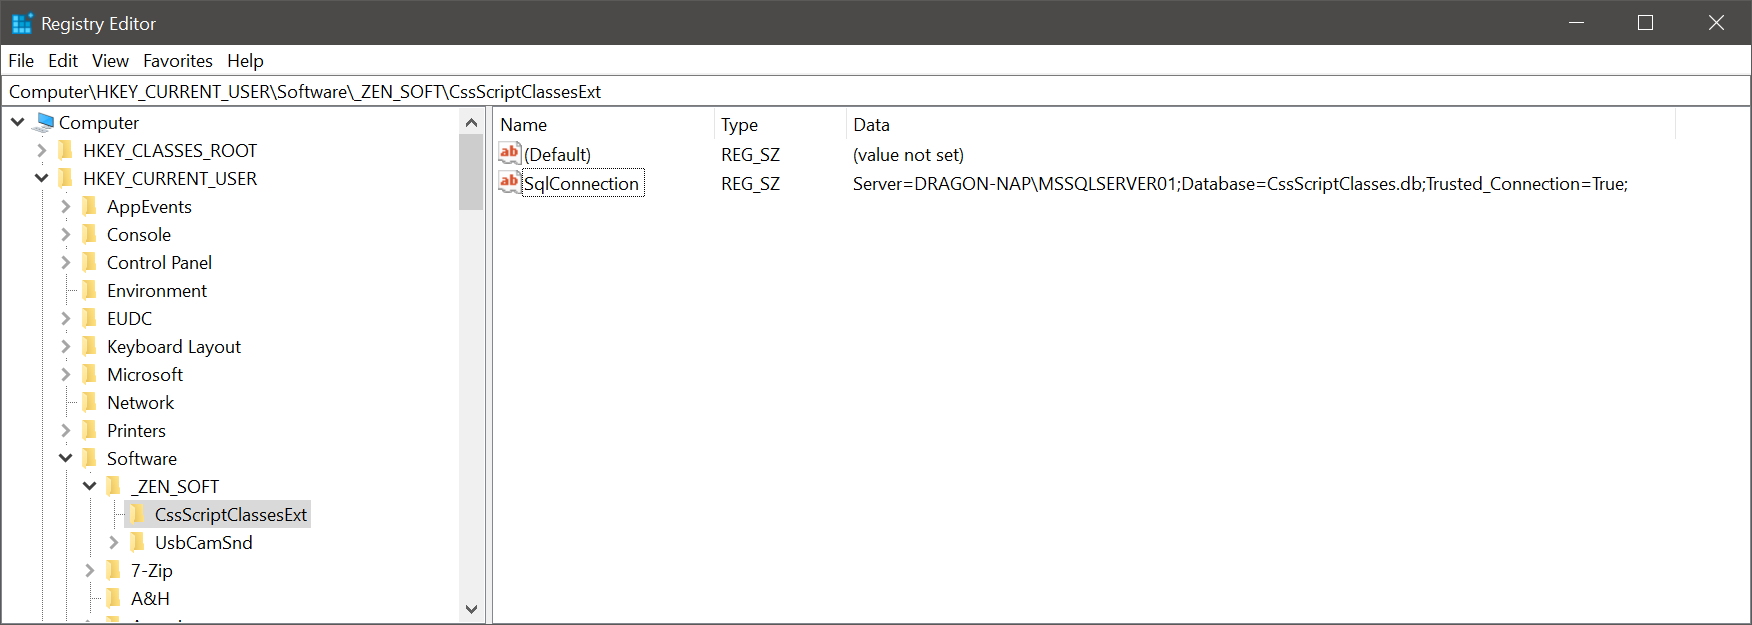 Registry Editor
File Edit View Favorites Help
Computer\HKEY_CURRENT_USER\Software\_ZEN_SOFT\CssScriptClassesExt
Computer
HKEY_CLASSES_ROOT
HKEY_CURRENT_USER
AppEvents
Console
Control Panel
Environment
EUDC
Keyboard Layout
Microsoft
Network
Printers
Software
_ZEN_SOFT
CssScriptClassesExt
UsbCamSnd
7-Zip
A&H
Name Type Data
ab (Default) REG_SZ (value not set)
ab SqlConnection REG_SZ Server=DRAGON-NAP\MSSQLSERVER01;Database=CssScriptClasses.db;Trusted_Connection=True;